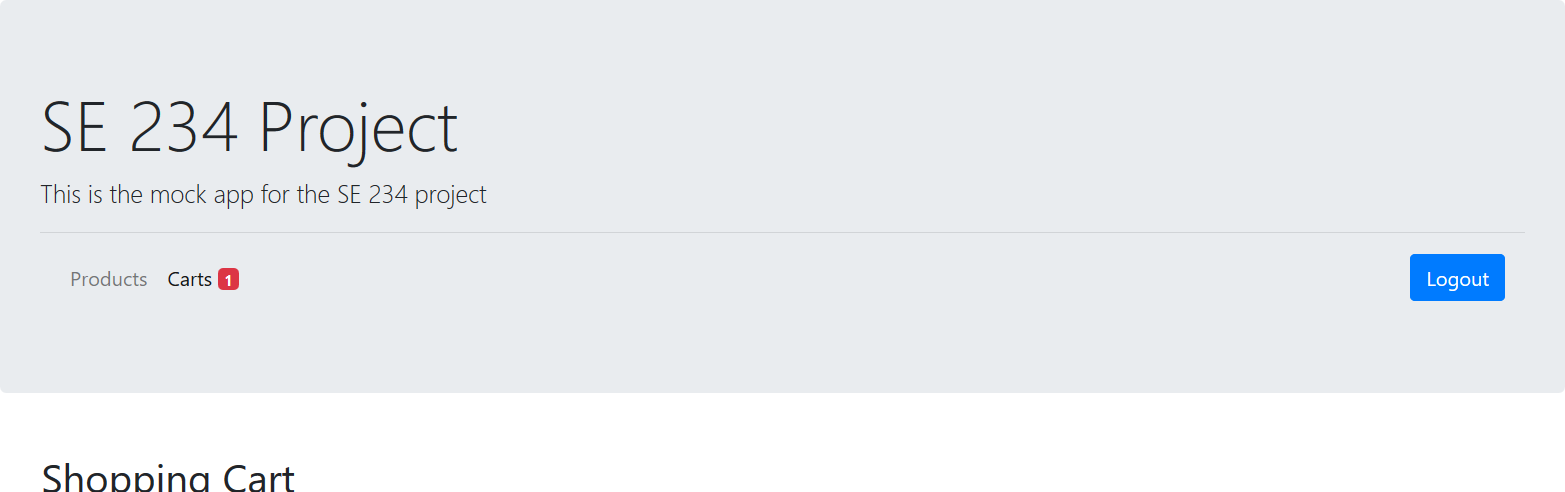 SE 234 Project
This is the mock app for the SE 234 project
Products Carts 1 Logout
Shopping Cart